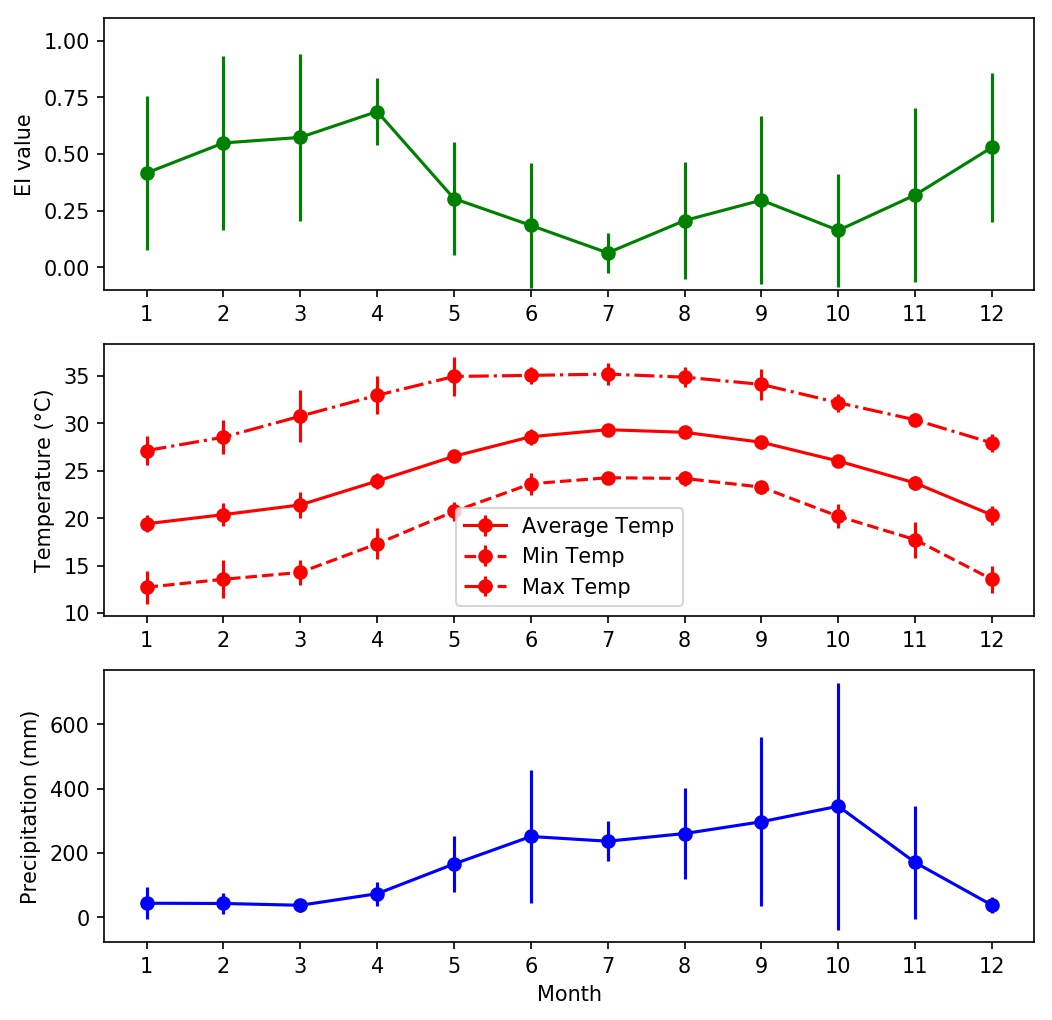 EI value
1.00
0.75
0.50
0.25
0.00
1 2 3 4 5 6 7 8 9 10 11 12
Temperature (°C)
35
30
25
20
15
10
Average Temp
Min Temp
Max Temp
1 2 3 4 5 6 7 8 9 10 11 12
Precipitation (mm)
600
400
200
0
1 2 3 4 5 6 7 8 9 10 11 12
Month